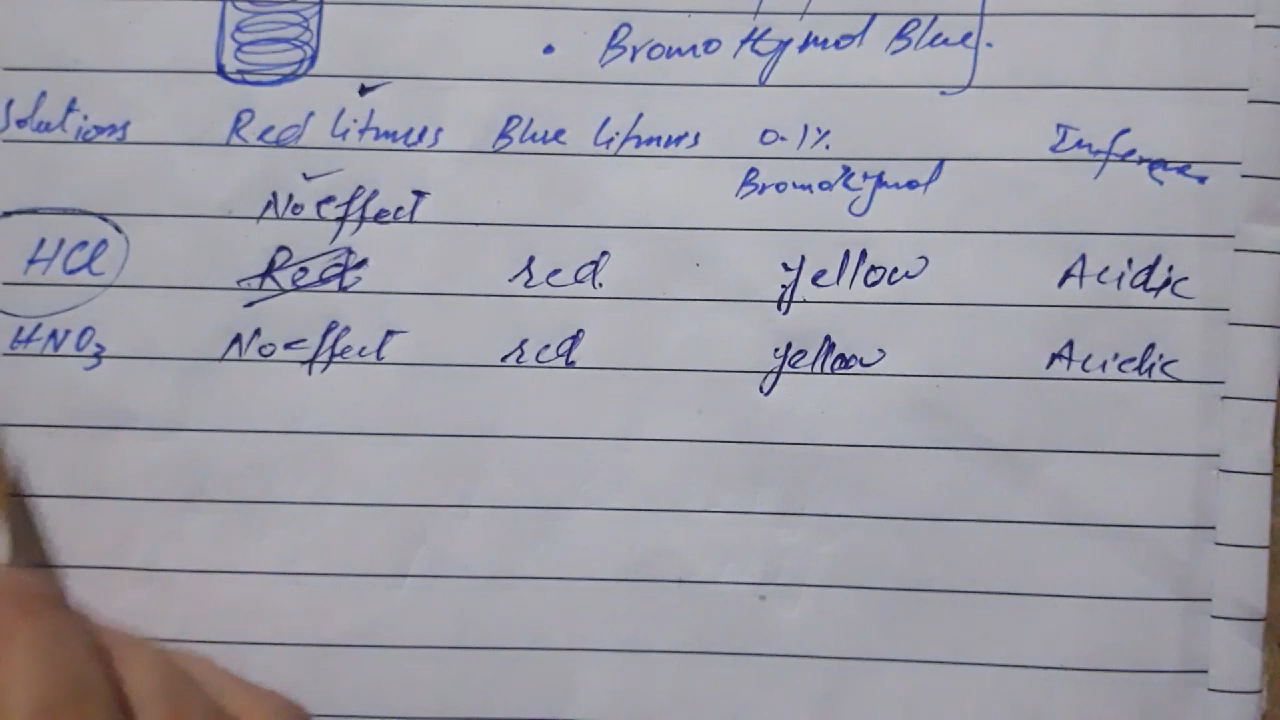 • Bromo thymol Blue.
Solutions Red litmus Blue litmus 0.1% Inference
Bromothymol
No effect
HCl Red red. yellow Acidic
HNO3 No effect red yellow Acidic